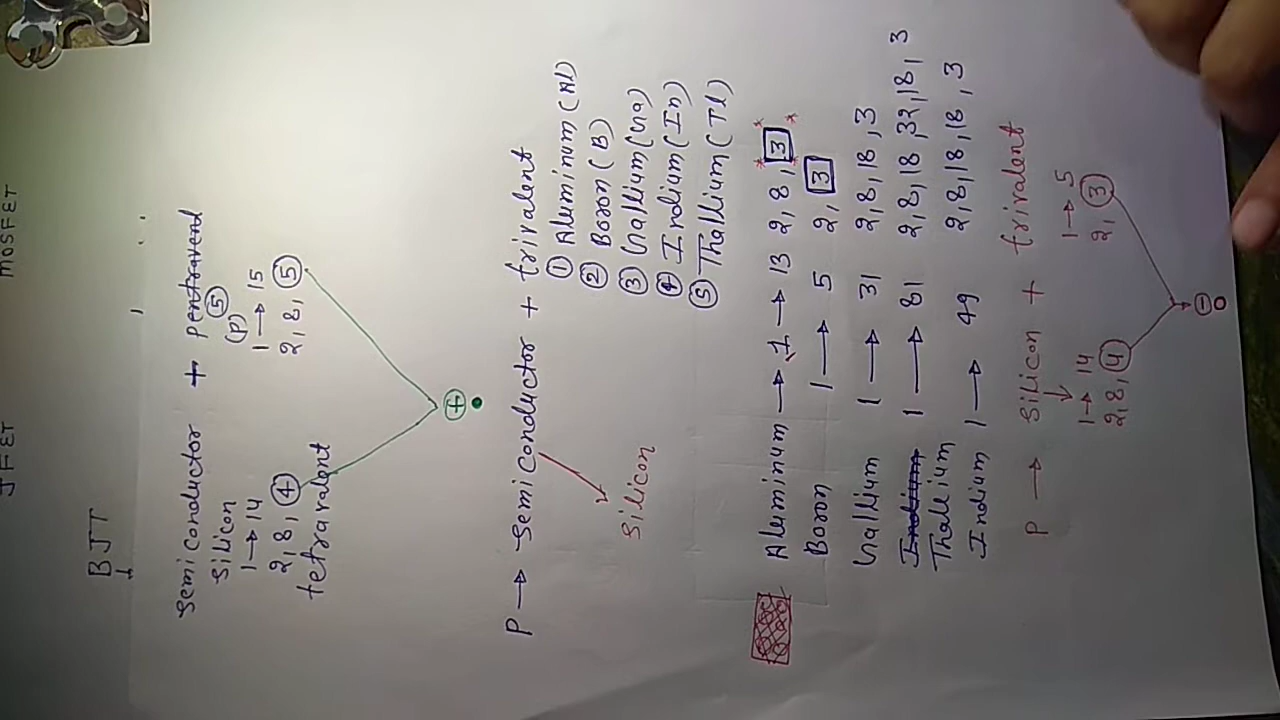 JFET MOSFET
BJT
semiconductor + pentravend
silicon (5)
1→14 (P)
2,8,4 1→15
tetravalent 2,8,5
+
P → semiconductor + trivalent
silicon
① Aluminum (Al)
② Boron (B)
③ Gallium (Ga)
④ Indium (In)
⑤ Thallium (Tl)
Aluminum → 1 → 13 2,8,3
Boron 1 → 5 2,3
Gallium 1 → 31 2,8,18,3
Indium
Thallium 1 → 81 2,8,18,32,18,3
Indium 1 → 49 2,8,18,18,3
P → silicon + trivalent
1→14 1→5
2,8,4 2,3
-